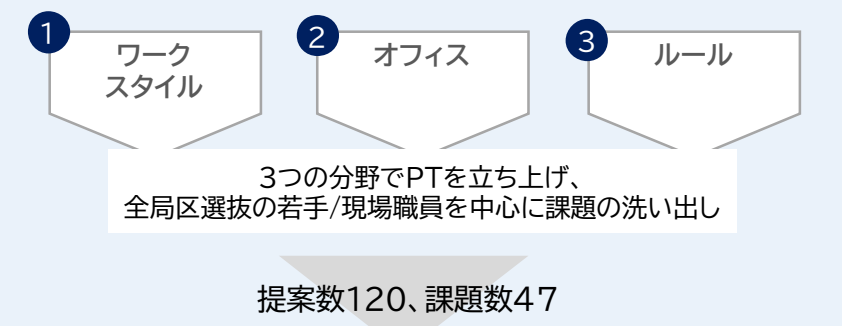 1
ワーク
スタイル
2
オフィス
3
ルール
3つの分野でPTを立ち上げ、
全局区選抜の若手/現場職員を中心に課題の洗い出し
提案数120、課題数47